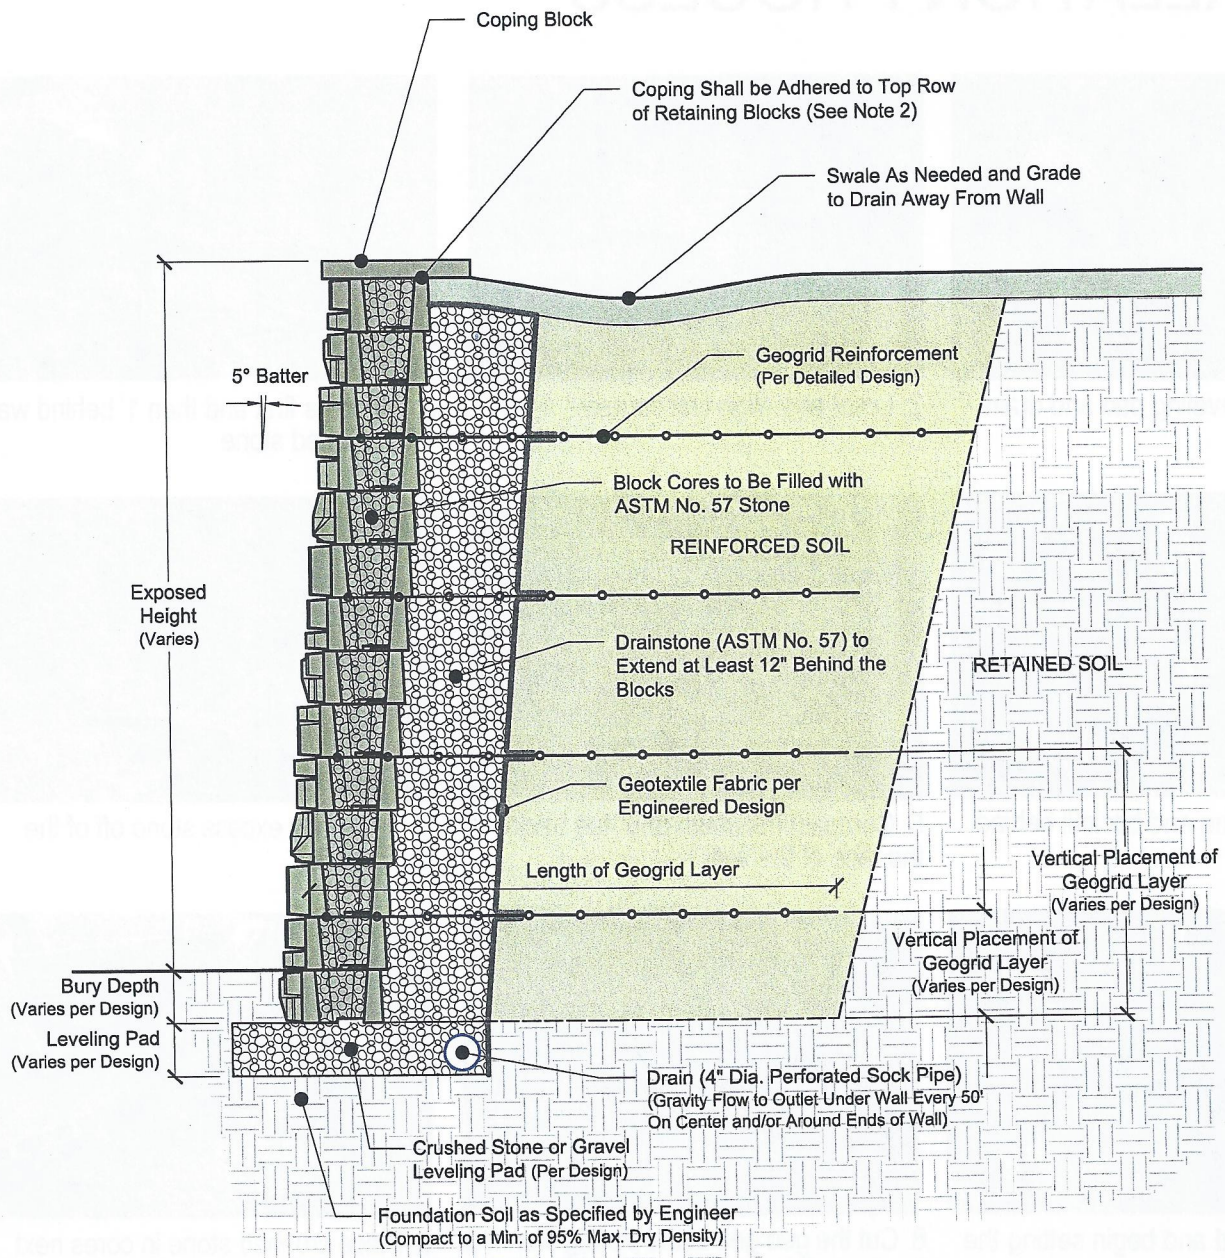 Coping Block
Coping Shall be Adhered to Top Row
of Retaining Blocks (See Note 2)
Swale As Needed and Grade
to Drain Away From Wall
5° Batter
Geogrid Reinforcement
(Per Detailed Design)
Block Cores to Be Filled with
ASTM No. 57 Stone
REINFORCED SOIL
Exposed
Height
(Varies)
Drainstone (ASTM No. 57) to
Extend at Least 12" Behind the
Blocks
RETAINED SOIL
Geotextile Fabric per
Engineered Design
Length of Geogrid Layer
Vertical Placement of
Geogrid Layer
(Varies per Design)
Vertical Placement of
Geogrid Layer
(Varies per Design)
Bury Depth
(Varies per Design)
Leveling Pad
(Varies per Design)
Drain (4" Dia. Perforated Sock Pipe)
(Gravity Flow to Outlet Under Wall Every 50'
On Center and/or Around Ends of Wall)
Crushed Stone or Gravel
Leveling Pad (Per Design)
Foundation Soil as Specified by Engineer
(Compact to a Min. of 95% Max. Dry Density)